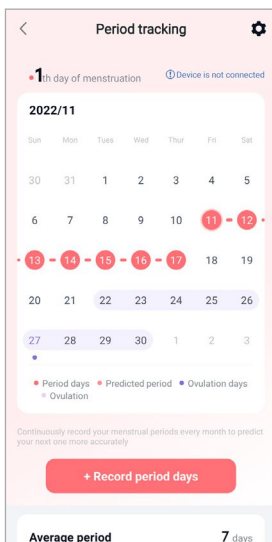 Period tracking
1th day of menstruation
Device is not connected
2022/11
Sun Mon Tues Wed Thur Fri Sat
30 31 1 2 3 4 5
6 7 8 9 10 11 12
13 14 15 16 17 18 19
20 21 22 23 24 25 26
27 28 29 30 1 2 3
Period days Predicted period Ovulation days
Ovulation
Continuously record your menstrual periods every month to predict
your next one more accurately
+ Record period days
Average period 7 days